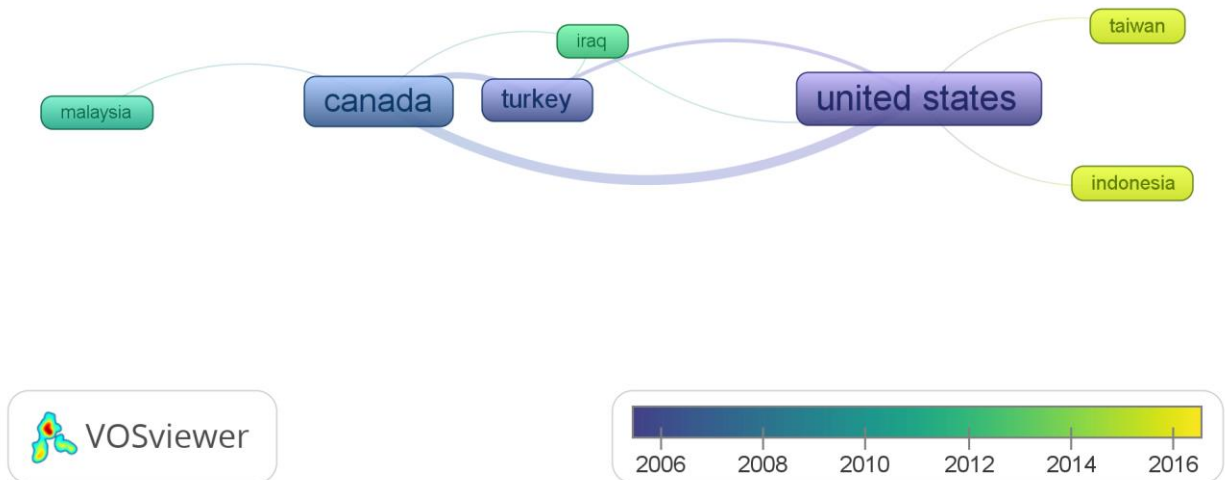 taiwan
iraq
canada
turkey
united states
malaysia
indonesia
VOSviewer
2006 2008 2010 2012 2014 2016